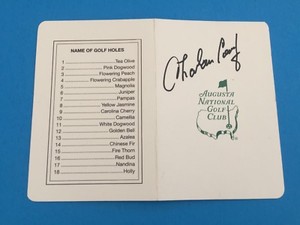 NAME OF GOLF HOLES
1 Tea Olive
2 Pink Dogwood
3 Flowering Peach
4 Flowering Crabapple
5 Magnolia
6 Juniper
7 Pampas
8 Yellow Jasmine
9 Carolina Cherry
10 Camellia
11 White Dogwood
12 Golden Bell
13 Azalea
14 Chinese Fir
15 Fire Thorn
16 Red Bud
17 Nandina
18 Holly
AUGUSTA
NATIONAL
GOLF
CLUB